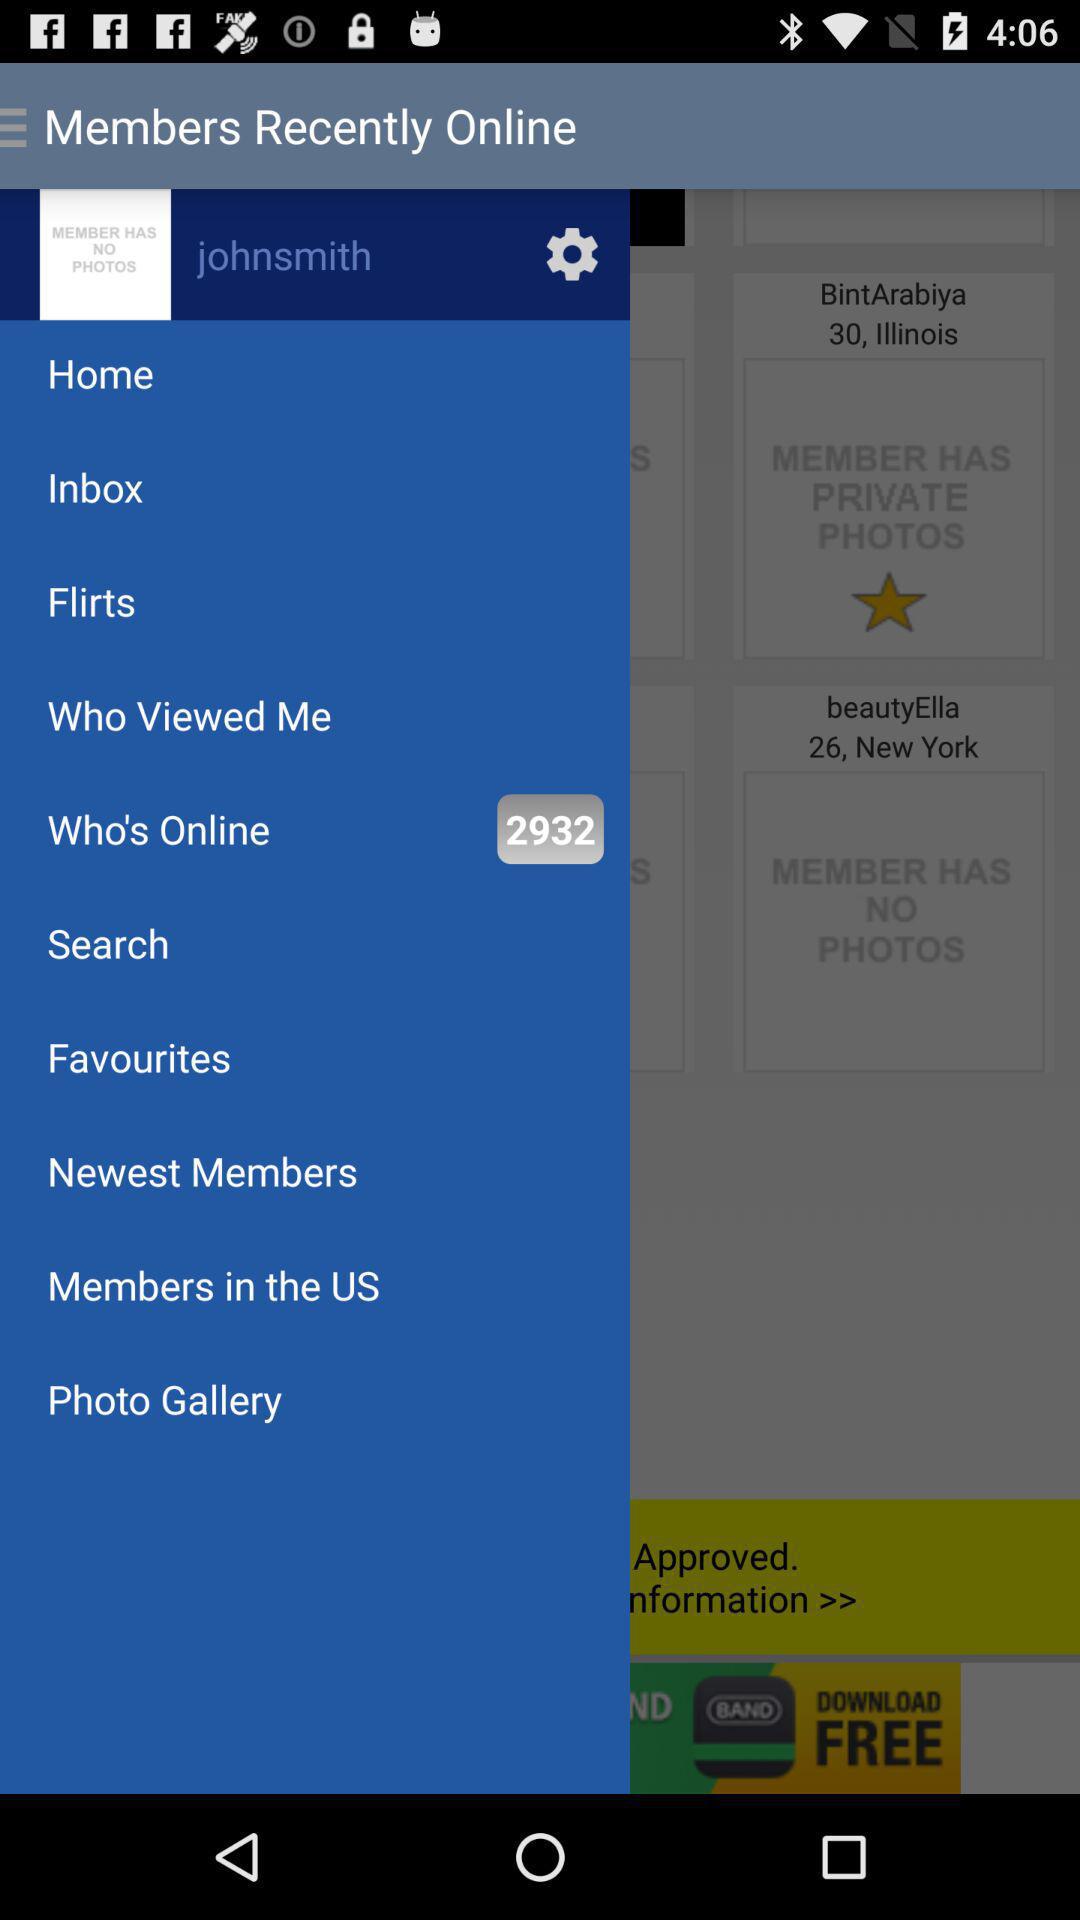 FAKE
4:06
Members Recently Online
MEMBER HAS
NO
PHOTOS
johnsmith
Home
Inbox
Flirts
Who Viewed Me
Who's Online
2932
Search
Favourites
Newest Members
Members in the US
Photo Gallery
BintArabiya
30, Illinois
S
MEMBER HAS
PRIVATE
PHOTOS
beautyElla
26, New York
S
MEMBER HAS
NO
PHOTOS
Approved.
nformation >>
ND
BAND
DOWNLOAD
FREE